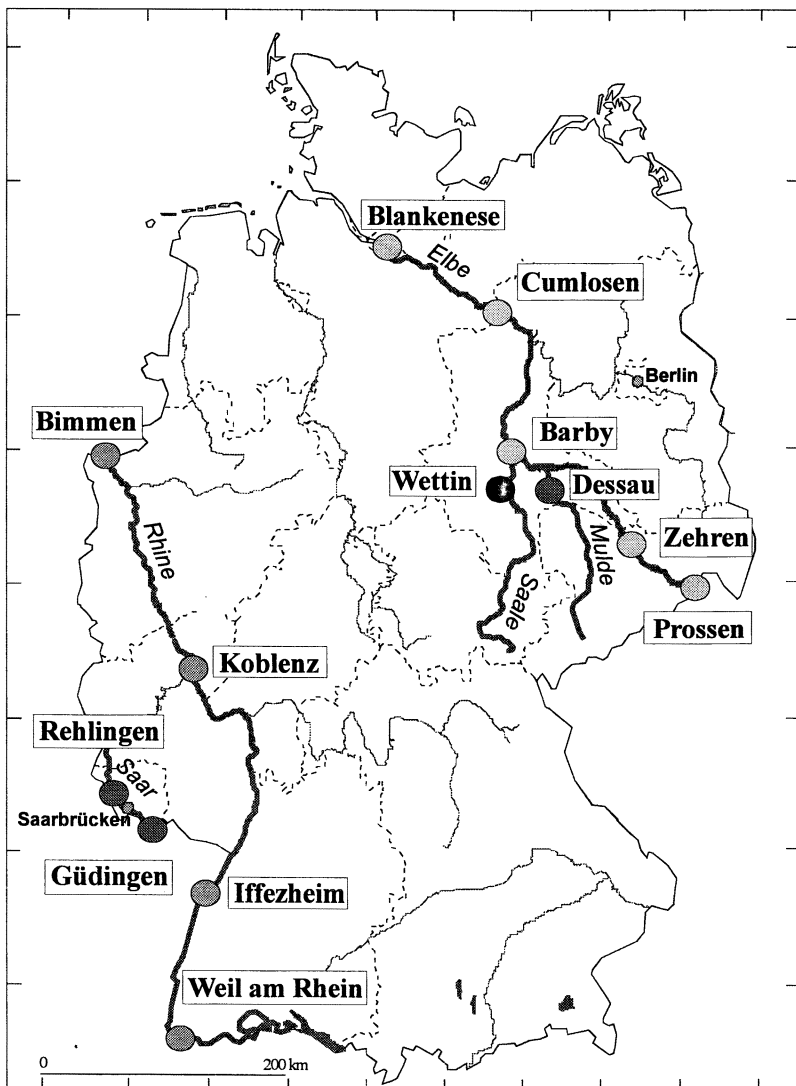 Blankenese
Elbe
Cumlosen
Berlin
Bimmen
Barby
Wettin
Dessau
Rhine
Mulde
Zehren
Saale
Prossen
Koblenz
Rehlingen
Saar
Saarbrücken
Güdingen
Iffezheim
Weil am Rhein
0 200 km